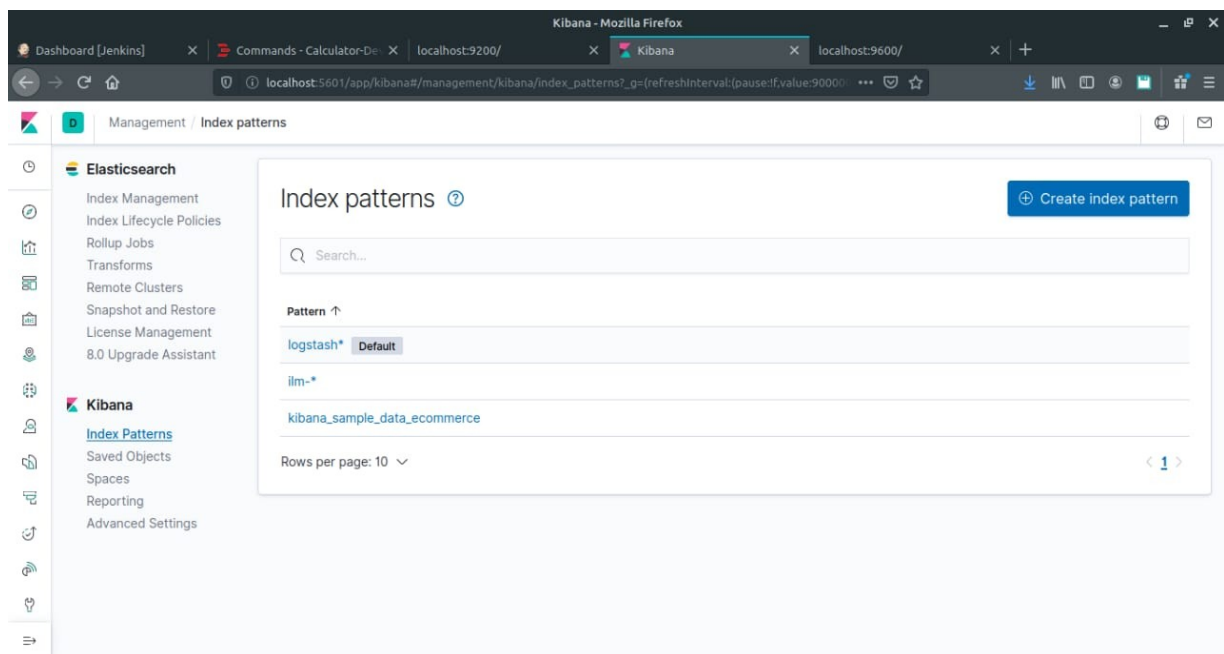 Kibana - Mozilla Firefox
Dashboard [Jenkins]
Commands - Calculator-De
localhost:9200/
Kibana
localhost:9600/
localhost:5601/app/kibana#/management/kibana/index_patterns?_g=(refreshInterval:(pause:!f,value:90000
D
Management / Index patterns
Elasticsearch
Index Management
Index Lifecycle Policies
Rollup Jobs
Transforms
Remote Clusters
Snapshot and Restore
License Management
8.0 Upgrade Assistant
Kibana
Index Patterns
Saved Objects
Spaces
Reporting
Advanced Settings
Index patterns
Create index pattern
Search...
Pattern ↑
logstash* Default
ilm-*
kibana_sample_data_ecommerce
Rows per page: 10
< 1 >